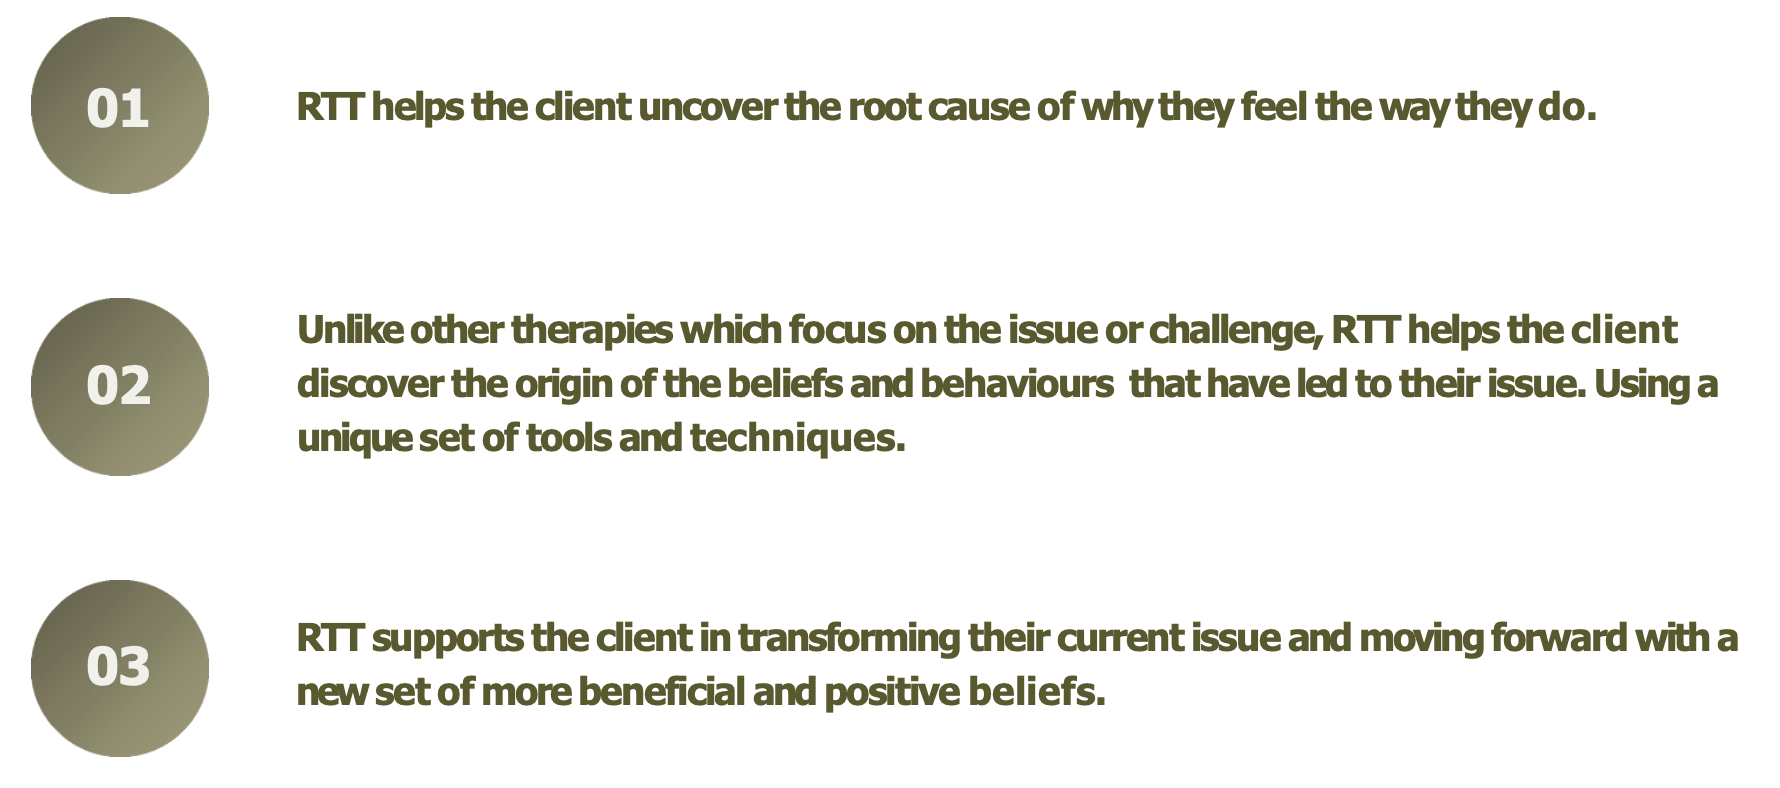 01
RTT helps the client uncover the root cause of why they feel the way they do.
02
Unlike other therapies which focus on the issue or challenge, RTT helps the client
discover the origin of the beliefs and behaviours  that have led to their issue. Using a
unique set of tools and techniques.
03
RTT supports the client in transforming their current issue and moving forward with a
new set of more beneficial and positive beliefs.